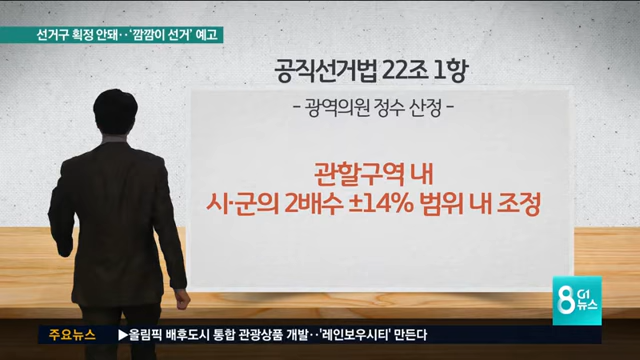 선거구 획정 안돼‥'깜깜이 선거' 예고
공직선거법 22조 1항
- 광역의원 정수 산정 -
관할구역 내
시·군의 2배수 ±14% 범위 내 조정
8 G1 뉴스
주요뉴스 ▶올림픽 배후도시 통합 관광상품 개발‥'레인보우시티' 만든다